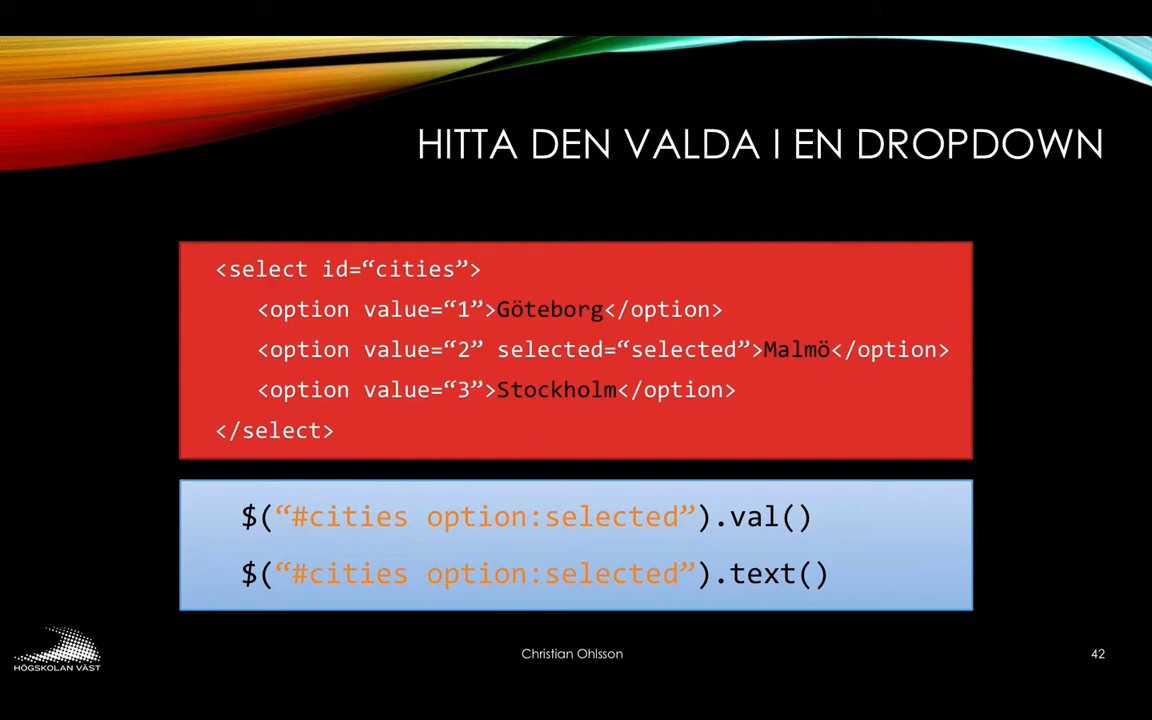 HITTA DEN VALDA I EN DROPDOWN
<select id=“cities”>
<option value=“1”>Göteborg</option>
<option value=“2” selected=“selected”>Malmö</option>
<option value=“3”>Stockholm</option>
</select>
$(“#cities option:selected”).val()
$(“#cities option:selected”).text()
HÖGSKOLAN VÄST
Christian Ohlsson
42